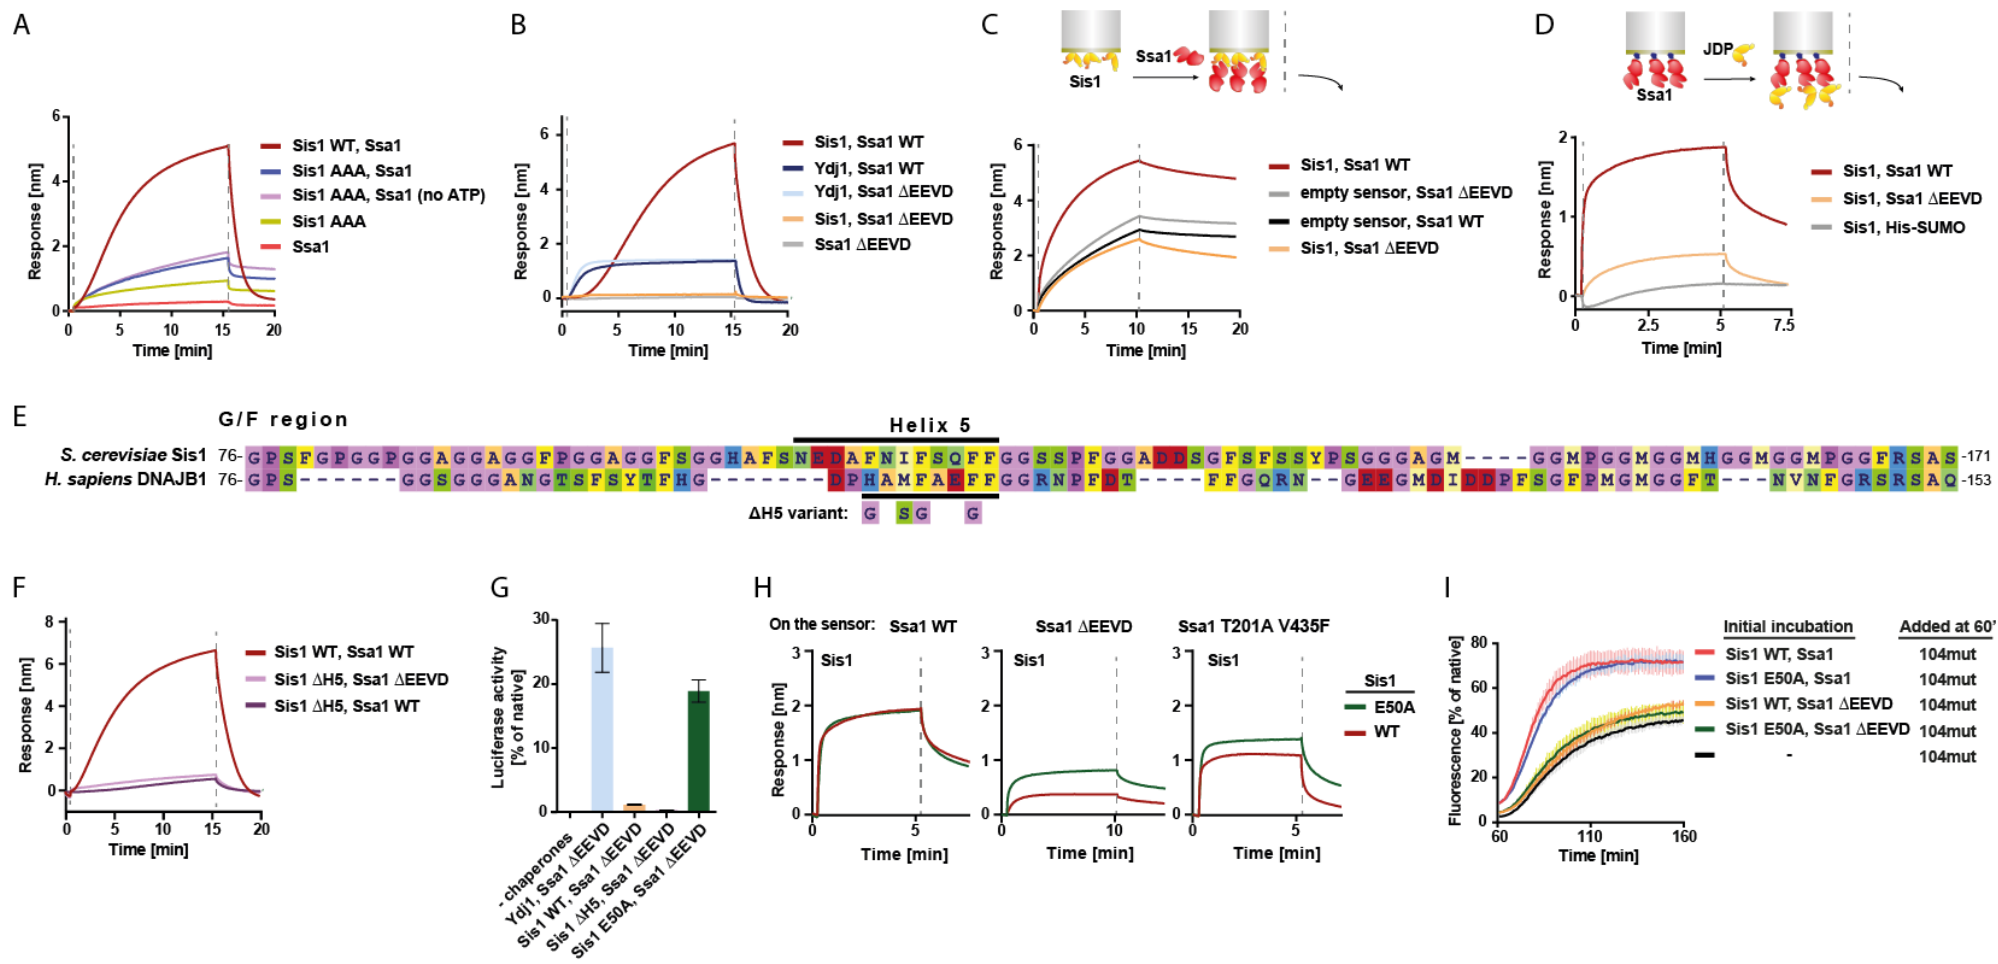 A
6
4
2
0
Response [nm]
0 5 10 15 20
Time [min]
Sis1 WT, Ssa1
Sis1 AAA, Ssa1
Sis1 AAA, Ssa1 (no ATP)
Sis1 AAA
Ssa1
B
6
4
2
0
Response [nm]
0 5 10 15 20
Time [min]
Sis1, Ssa1 WT
Ydj1, Ssa1 WT
Ydj1, Ssa1 ΔEEVD
Sis1, Ssa1 ΔEEVD
Ssa1 ΔEEVD
C
Sis1
Ssa1
6
4
2
0
Response [nm]
0 5 10 15 20
Time [min]
Sis1, Ssa1 WT
empty sensor, Ssa1 ΔEEVD
empty sensor, Ssa1 WT
Sis1, Ssa1 ΔEEVD
D
Ssa1
JDP
2
1
0
Response [nm]
0 2.5 5 7.5
Time [min]
Sis1, Ssa1 WT
Sis1, Ssa1 ΔEEVD
Sis1, His-SUMO
E
G/F region
Helix 5
S. cerevisiae Sis1 76- GPSFGPGGPGGAGGAGGFPGGAGGFSGGHAFSNEDAFNIFSQFFGGSSPFGGADDSGFSFSSYPSGGGAGM----GGMPGGMGGMHGGMGGMPGGFRSAS -171
H. sapiens DNAJB1 76- GPS------GGSGGGANGTSFSYTFHG-------DPHAMFAEFFGGRNPFDT----FFGQRN--GEEGMDIDDPFSGFPMGMGGFT---NVNFGRSRSAQ -153
ΔH5 variant: G SG G
F
8
6
4
2
0
Response [nm]
0 5 10 15 20
Time [min]
Sis1 WT, Ssa1 WT
Sis1 ΔH5, Ssa1 ΔEEVD
Sis1 ΔH5, Ssa1 WT
G
30
20
10
0
Luciferase activity
[% of native]
- chaperones
Ydj1, Ssa1 ΔEEVD
Sis1 WT, Ssa1 ΔEEVD
Sis1 ΔH5, Ssa1 ΔEEVD
Sis1 E50A, Ssa1 ΔEEVD
H
On the sensor: Ssa1 WT Ssa1 ΔEEVD Ssa1 T201A V435F
3
2
1
0
Response [nm]
Sis1
0 5
Time [min]
3
2
1
0
Sis1
0 10
Time [min]
3
2
1
0
Sis1
0 5
Time [min]
Sis1
E50A
WT
I
80
60
40
20
0
Fluorescence [% of native]
60 110 160
Time [min]
Initial incubation Added at 60'
Sis1 WT, Ssa1 104mut
Sis1 E50A, Ssa1 104mut
Sis1 WT, Ssa1 ΔEEVD 104mut
Sis1 E50A, Ssa1 ΔEEVD 104mut
- 104mut